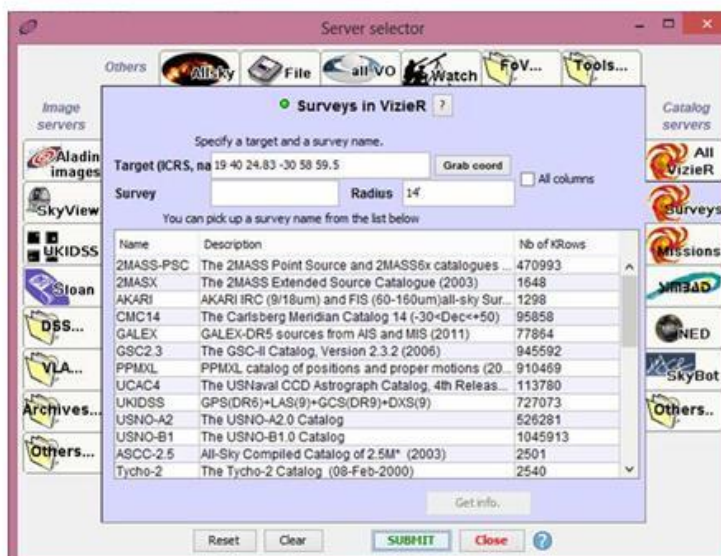 Server selector
Others
Allsky
File
all VO
Watch
FoV...
Tools...
Image
servers
Aladin
images
SkyView
UKIDSS
Sloan
DSS...
VLA...
Archives...
Others...
Surveys in VizieR ?
Specify a target and a survey name.
Target (ICRS, na 19 40 24.83 -30 58 59.5 Grab coord
Survey Radius 14' All columns
You can pick up a survey name from the list below
Name Description Nb of KRows
2MASS-PSC The 2MASS Point Source and 2MASS6x catalogues ... 470993
2MASX The 2MASS Extended Source Catalogue (2003) 1648
AKARI AKARI IRC (9/18um) and FIS (60-160um)all-sky Sur... 1298
CMC14 The Carlsberg Meridian Catalog 14 (-30<Dec<+50) 95858
GALEX GALEX-DR5 sources from AIS and MIS (2011) 77864
GSC2.3 The GSC-II Catalog, Version 2.3.2 (2006) 945592
PPMXL PPMXL catalog of positions and proper motions (20... 910469
UCAC4 The USNaval CCD Astrograph Catalog, 4th Releas... 113780
UKIDSS GPS(DR6)+LAS(9)+GCS(DR9)+DXS(9) 727073
USNO-A2 The USNO-A2.0 Catalog 526281
USNO-B1 The USNO-B1.0 Catalog 1045913
ASCC-2.5 All-Sky Compiled Catalog of 2.5M* (2003) 2501
Tycho-2 The Tycho-2 Catalog (08-Feb-2000) 2540
Get info.
Catalog
servers
All
VizieR
Surveys
Missions
SIMBAD
NED
SkyBot
Others..
Reset Clear SUBMIT Close ?